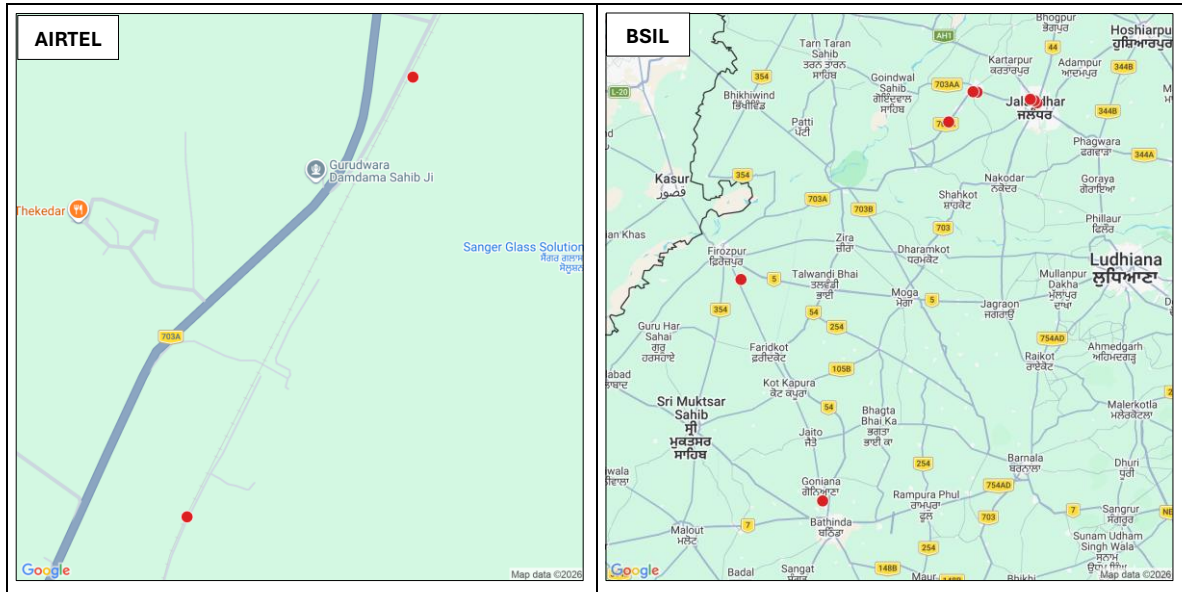 AIRTEL
Gurudwara
Damdama Sahib Ji
Thekedar
Sanger Glass Solution
ਸੈਂਗਰ ਗਲਾਸ
ਸੋਲੂਸ਼ਨ
703A
Google
Map data ©2026
BSIL
AH1
Bhogpur
ਭੋਗਪੁਰ
Hoshiarpur
ਹੁਸ਼ਿਆਰਪੁਰ
Tarn Taran
Sahib
ਤਰਨ ਤਾਰਨ
ਸਾਹਿਬ
Kartarpur
ਕਰਤਾਰਪੁਰ
44
Adampur
ਆਦਮਪੁਰ
344B
354
Goindwal
Sahib
ਗੋਇੰਦਵਾਲ
ਸਾਹਿਬ
703AA
L-20
Bhikhiwind
ਭਿੱਖੀਵਿੰਡ
Patti
ਪੱਟੀ
ਜਲੰਧਰ
344B
Phagwara
ਫਗਵਾੜਾ
344A
Kasur
قصور
354
Nakodar
ਨਕੋਦਰ
Goraya
ਗੋਰਾਇਆ
Shahkot
ਸ਼ਾਹਕੋਟ
703A
703B
703
Phillaur
ਫਿਲੌਰ
an Khas
Firozpur
ਫ਼ਿਰੋਜ਼ਪੁਰ
Zira
ਜ਼ੀਰਾ
Dharamkot
ਧਰਮਕੋਟ
Ludhiana
ਲੁਧਿਆਣਾ
5
Talwandi Bhai
ਤਲਵੰਡੀ
ਭਾਈ
Mullanpur
Dakha
ਮੁੱਲਾਂਪੁਰ
ਦਾਖਾ
Moga
ਮੋਗਾ
5
Jagraon
ਜਗਰਾਉਂ
354
54
254
Guru Har
Sahai
ਗੁਰੂ
ਹਰਸਹਾਏ
754AD
Faridkot
ਫ਼ਰੀਦਕੋਟ
Raikot
ਰਾਏਕੋਟ
Ahmedgarh
ਅਹਿਮਦਗੜ੍ਹ
105B
Kot Kapura
ਕੋਟ ਕਪੂਰਾ
Sri Muktsar
Sahib
ਸ੍ਰੀ
ਮੁਕਤਸਰ
ਸਾਹਿਬ
54
Bhagta
Bhai Ka
ਭਗਤਾ
ਭਾਈ ਕਾ
Malerkotla
ਮਲੇਰਕੋਟਲਾ
Jaito
ਜੈਤੋ
Barnala
ਬਰਨਾਲਾ
Dhuri
ਧੂਰੀ
254
Goniana
ਗੋਨਿਆਣਾ
754AD
Rampura Phul
ਰਾਮਪੁਰਾ
ਫੂਲ
703
7
Sangrur
ਸੰਗਰੂਰ
Malout
ਮਲੋਟ
7
Bathinda
ਬਠਿੰਡਾ
Sunam Udham
Singh Wala
ਸੁਨਾਮ
254
Badal
Sangat
148B
Maur
Bhikhi
Google
Map data ©2026